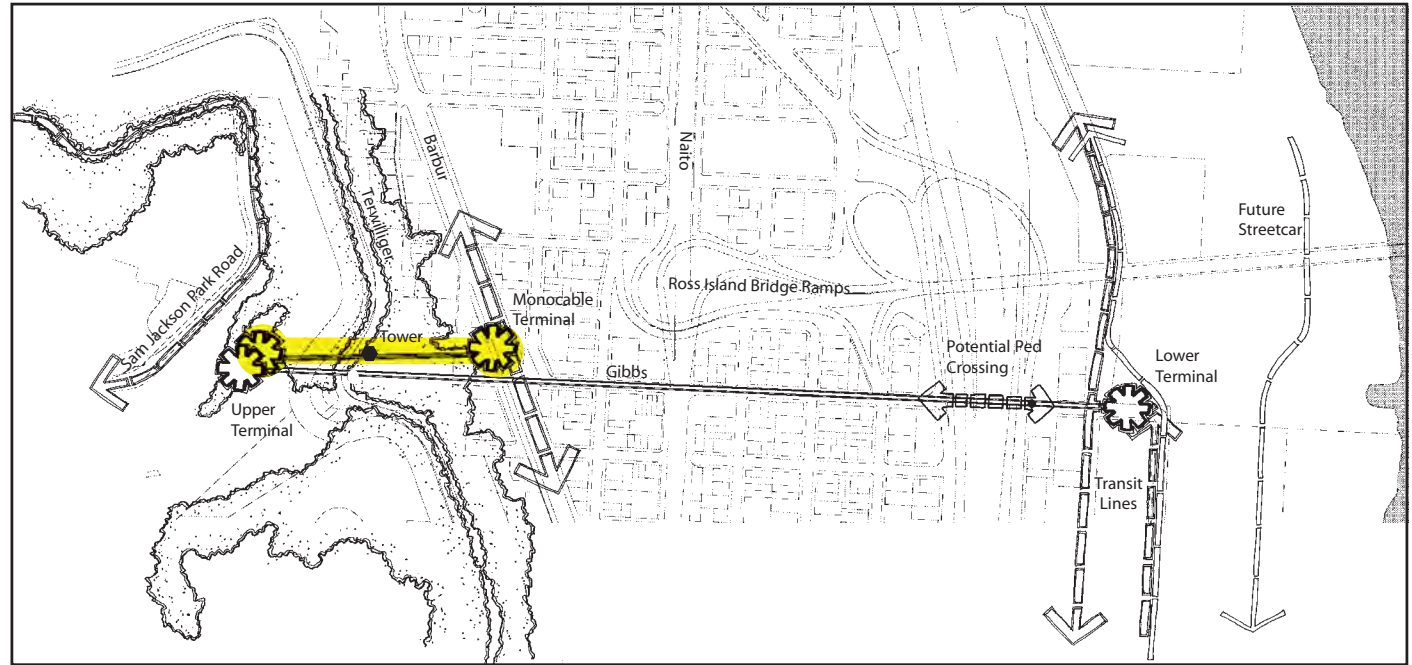 Barbur
Naito
Terwilliger
Future
Streetcar
Sam Jackson Park Road
Ross Island Bridge Ramps
Monocable
Terminal
Tower
Potential Ped
Crossing
Lower
Terminal
Gibbs
Upper
Terminal
Transit
Lines